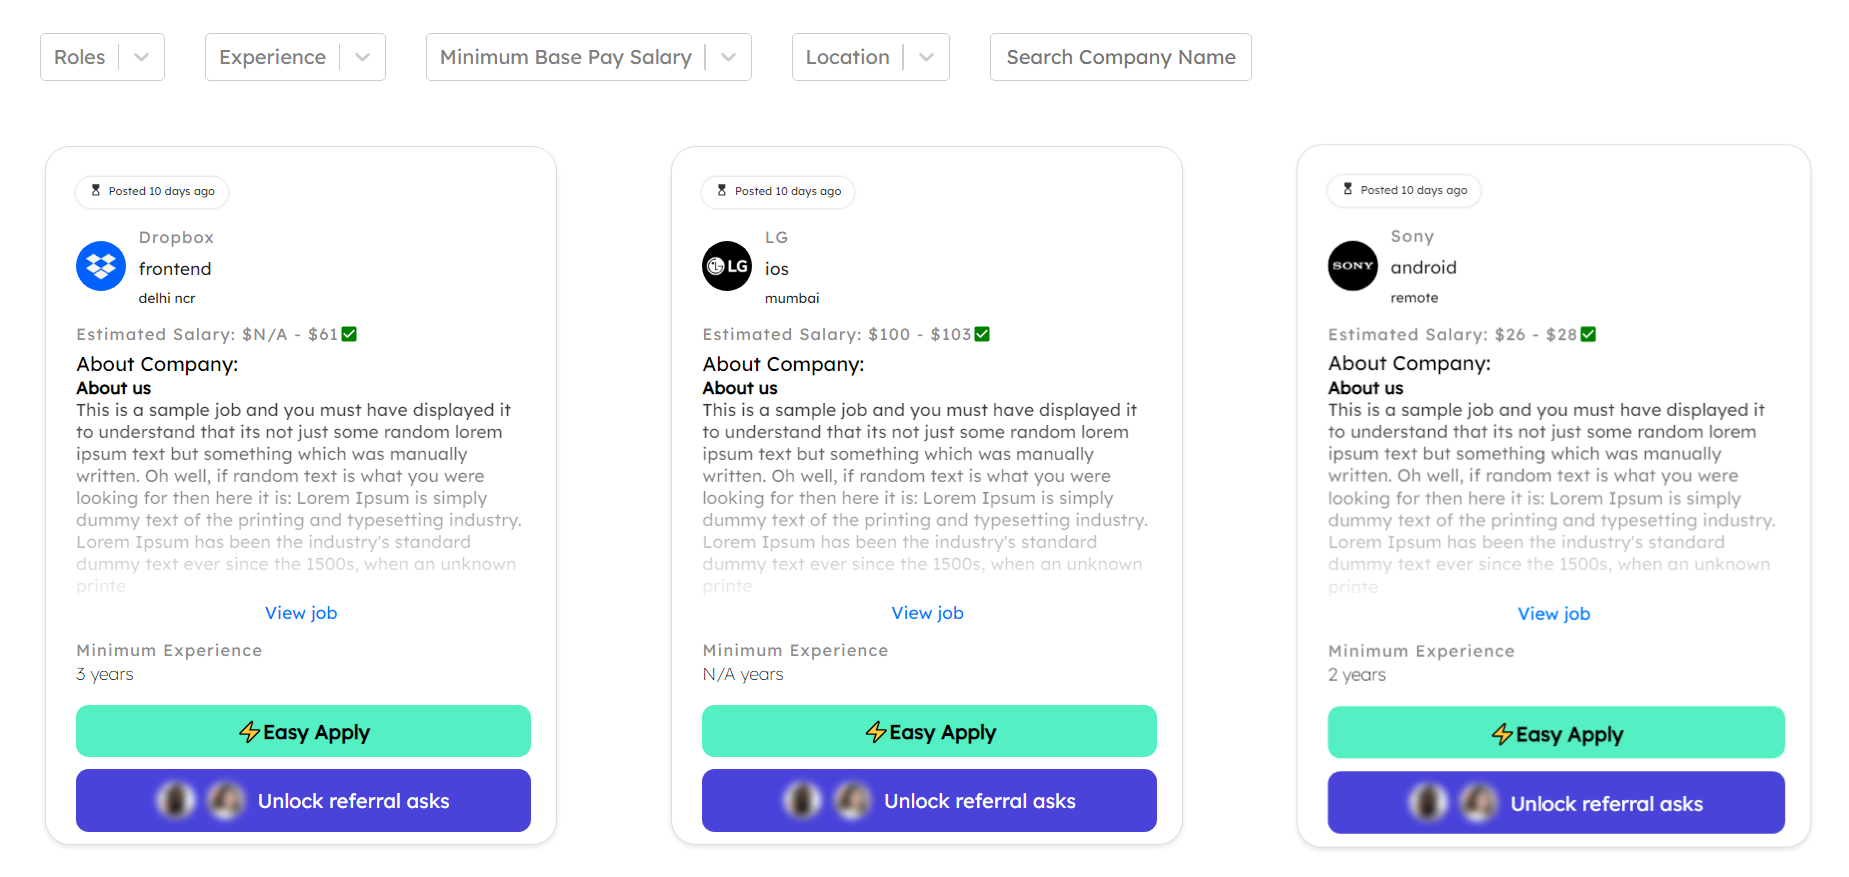 Roles
Experience
Minimum Base Pay Salary
Location
Search Company Name
Posted 10 days ago
Dropbox
frontend
delhi ncr
Estimated Salary: $N/A - $61
About Company:
About us
This is a sample job and you must have displayed it
to understand that its not just some random lorem
ipsum text but something which was manually
written. Oh well, if random text is what you were
looking for then here it is: Lorem Ipsum is simply
dummy text of the printing and typesetting industry.
Lorem Ipsum has been the industry's standard
dummy text ever since the 1500s, when an unknown
printe
View job
Minimum Experience
3 years
⚡Easy Apply
Unlock referral asks
Posted 10 days ago
LG
LG
ios
mumbai
Estimated Salary: $100 - $103
About Company:
About us
This is a sample job and you must have displayed it
to understand that its not just some random lorem
ipsum text but something which was manually
written. Oh well, if random text is what you were
looking for then here it is: Lorem Ipsum is simply
dummy text of the printing and typesetting industry.
Lorem Ipsum has been the industry's standard
dummy text ever since the 1500s, when an unknown
printe
View job
Minimum Experience
N/A years
⚡Easy Apply
Unlock referral asks
Posted 10 days ago
Sony
SONY
android
remote
Estimated Salary: $26 - $28
About Company:
About us
This is a sample job and you must have displayed it
to understand that its not just some random lorem
ipsum text but something which was manually
written. Oh well, if random text is what you were
looking for then here it is: Lorem Ipsum is simply
dummy text of the printing and typesetting industry.
Lorem Ipsum has been the industry's standard
dummy text ever since the 1500s, when an unknown
printe
View job
Minimum Experience
2 years
⚡Easy Apply
Unlock referral asks